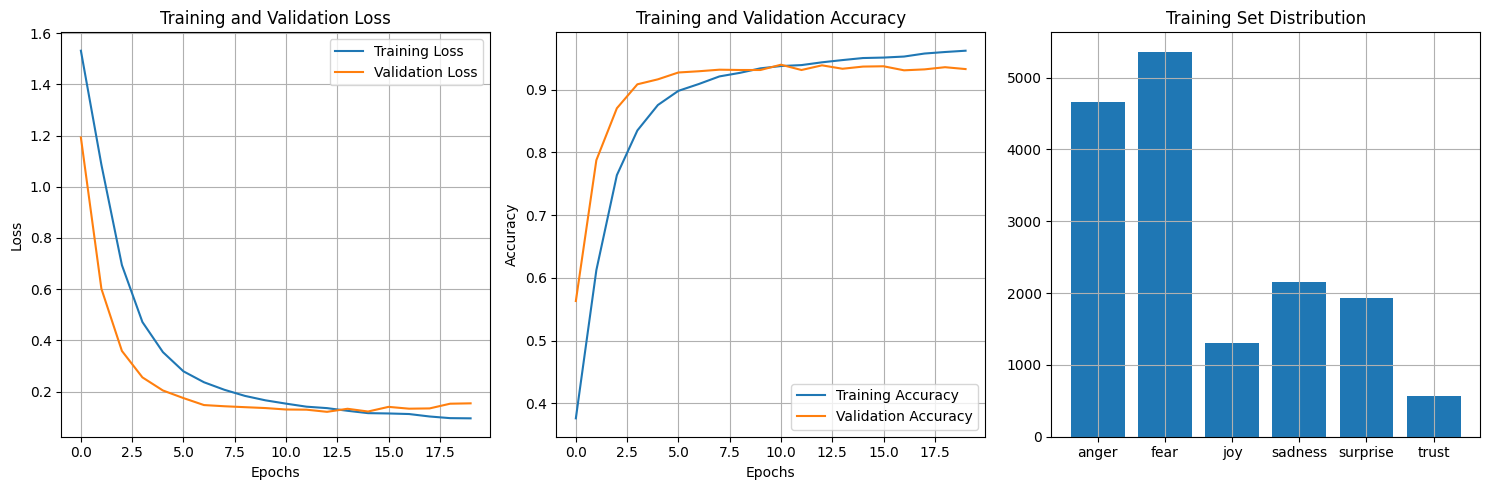 Training and Validation Loss
Loss
1.6
1.4
1.2
1.0
0.8
0.6
0.4
0.2
Training Loss
Validation Loss
0.0 2.5 5.0 7.5 10.0 12.5 15.0 17.5
Epochs
Training and Validation Accuracy
Accuracy
0.9
0.8
0.7
0.6
0.5
0.4
Training Accuracy
Validation Accuracy
0.0 2.5 5.0 7.5 10.0 12.5 15.0 17.5
Epochs
Training Set Distribution
5000
4000
3000
2000
1000
0
anger fear joy sadness surprise trust